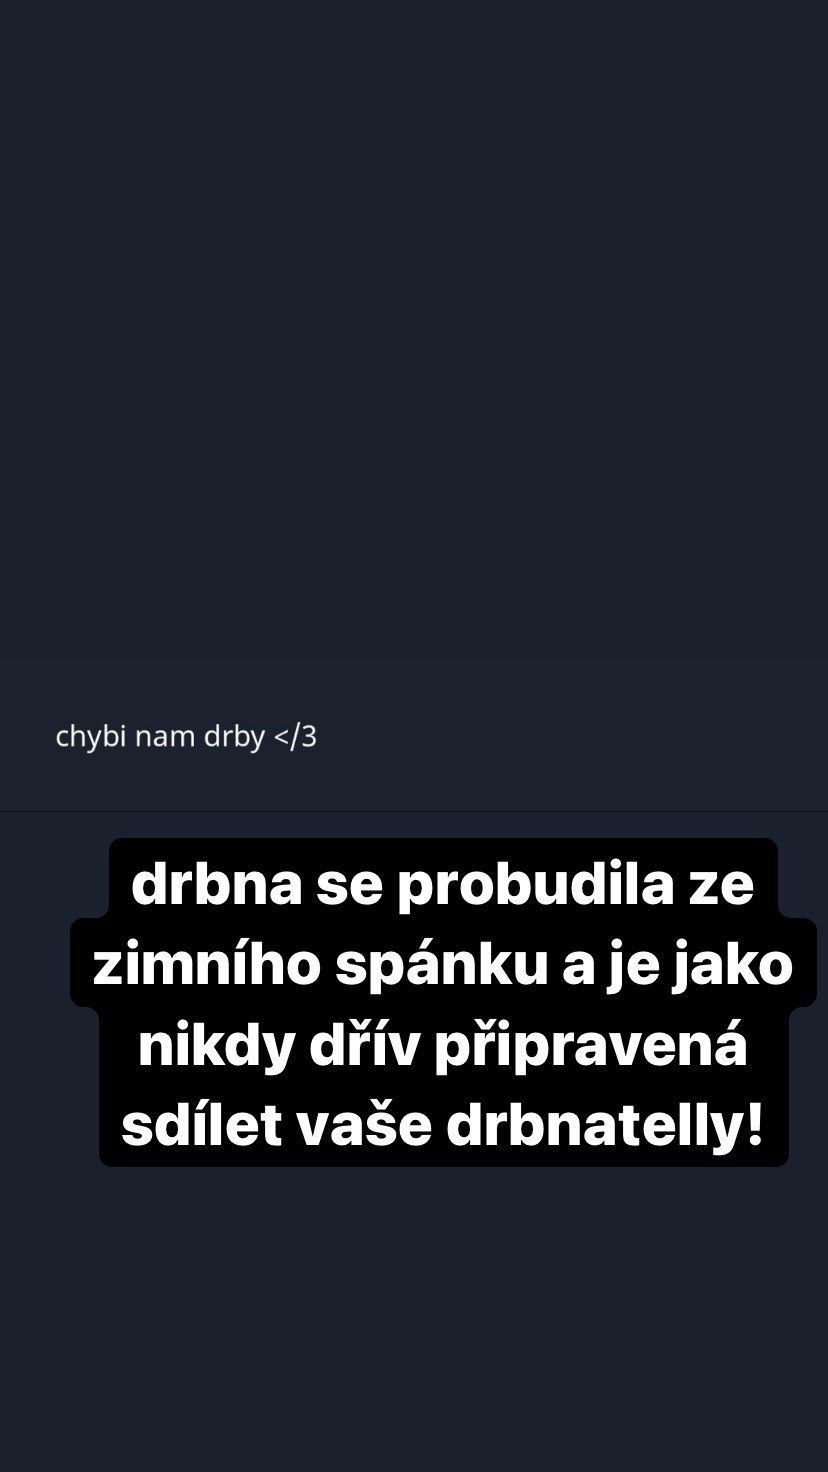 chybi nam drby </3
drbna se probudila ze
zimního spánku a je jako
nikdy dřív připravená
sdílet vaše drbnatelly!